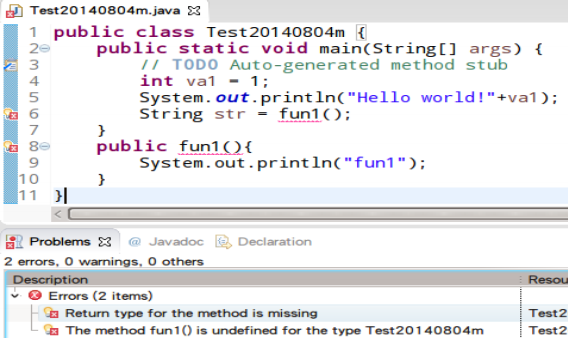 Test20140804m.java
1 public class Test20140804m {
2 public static void main(String[] args) {
3 // TODO Auto-generated method stub
4 int va1 = 1;
5 System.out.println("Hello world!"+va1);
6 String str = fun1();
7 }
8 public fun1(){
9 System.out.println("fun1");
10 }
11 }
Problems @ Javadoc Declaration
2 errors, 0 warnings, 0 others
Description Resou
Errors (2 items)
Return type for the method is missing Test2
The method fun1() is undefined for the type Test20140804m Test2